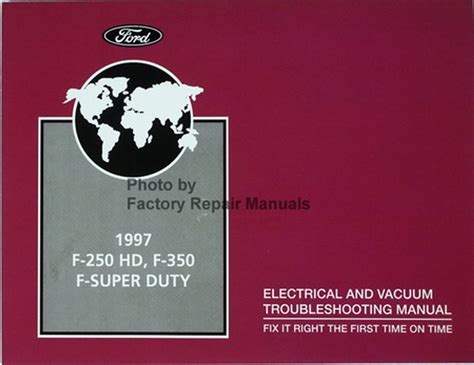 Ford
Photo by
Factory Repair Manuals
1997
F-250 HD, F-350
F-SUPER DUTY
ELECTRICAL AND VACUUM
TROUBLESHOOTING MANUAL
FIX IT RIGHT THE FIRST TIME ON TIME